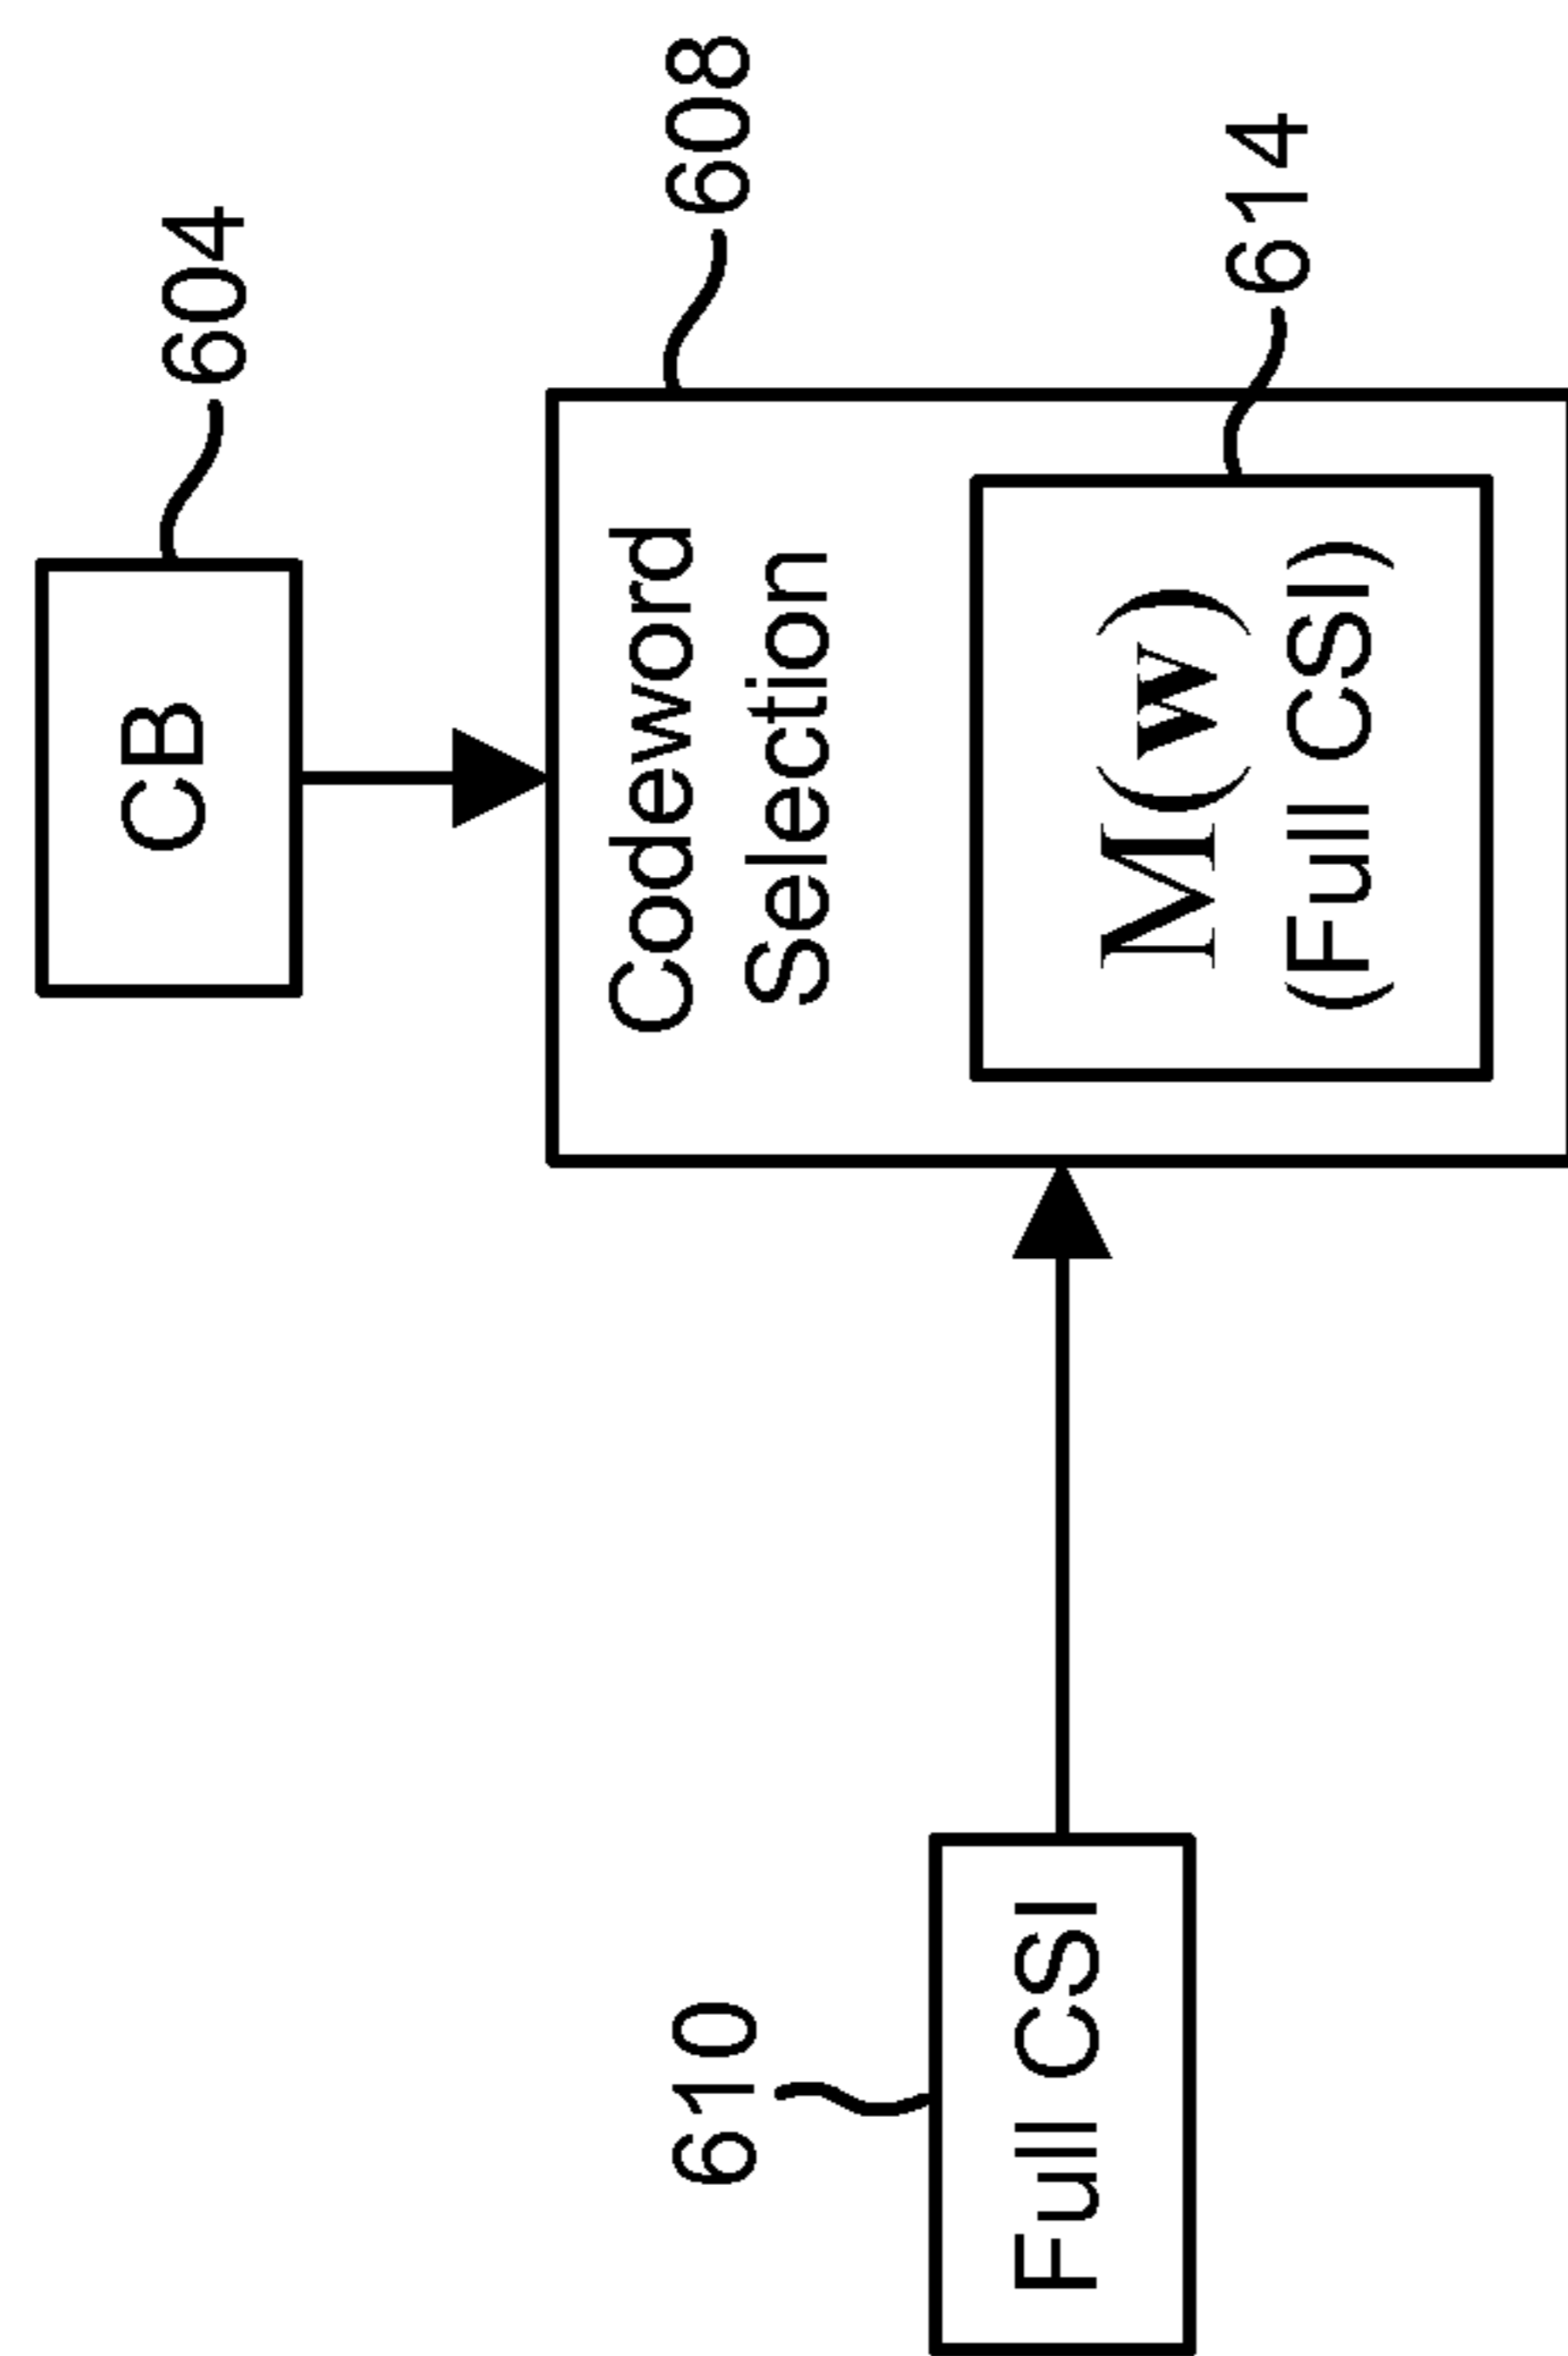 CB
604
608
Codeword
Selection
614
M(w)
(Full CSI)
610
Full CSI